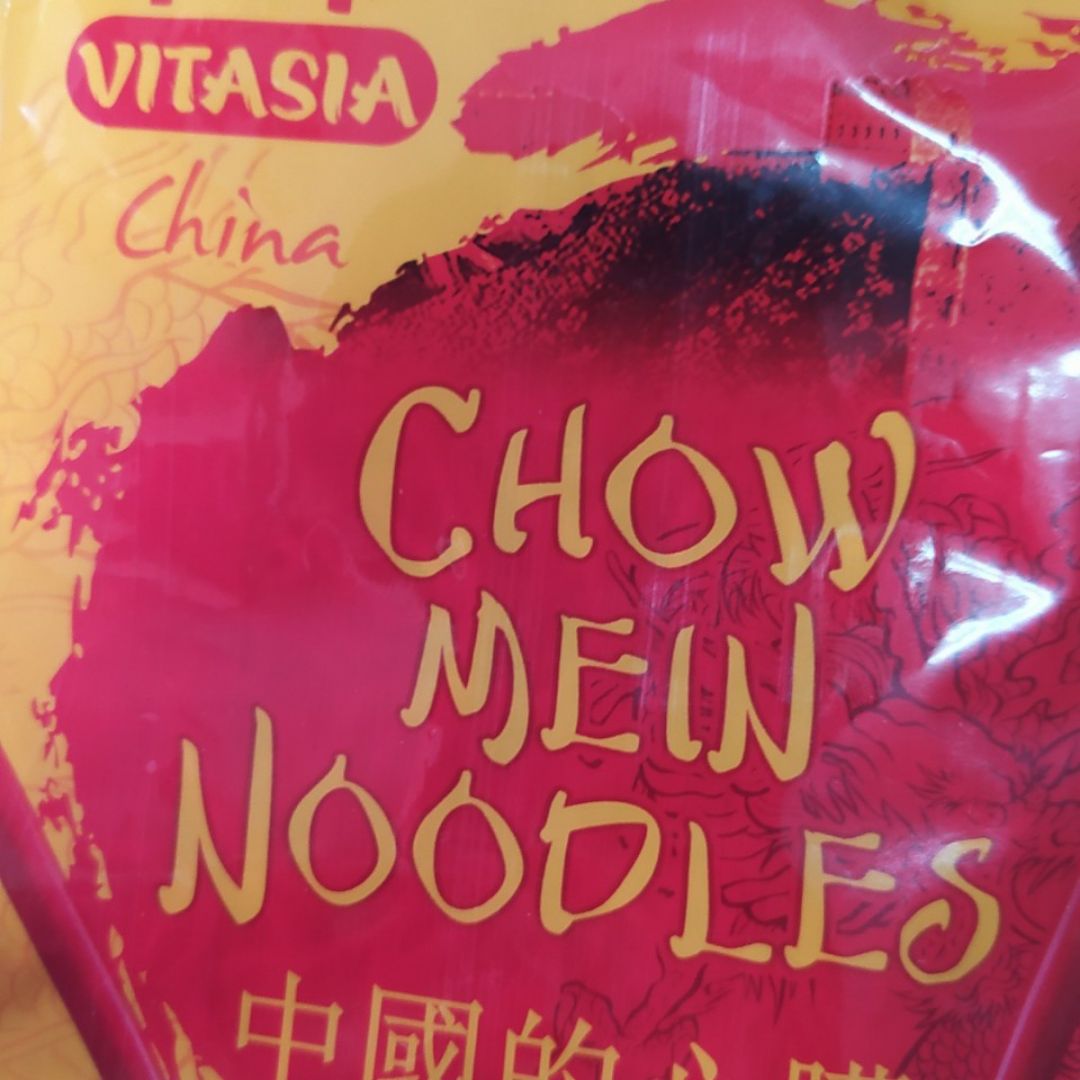 VITASIA
China
CHOW
MEIN
NOODLES
中國的